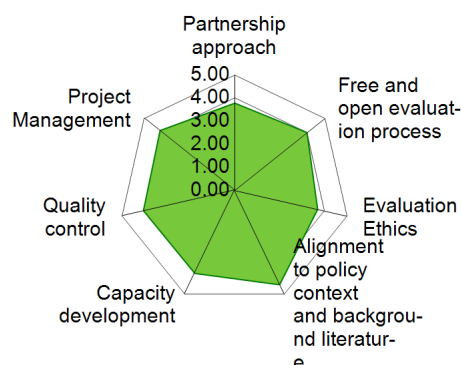 Partnership
approach
5.00
4.00
3.00
2.00
1.00
0.00
Free and
open evaluat-
ion process
Evaluation
Ethics
Alignment
to policy
context
and backgrou-
nd literatur-
e
Capacity
development
Quality
control
Project
Management